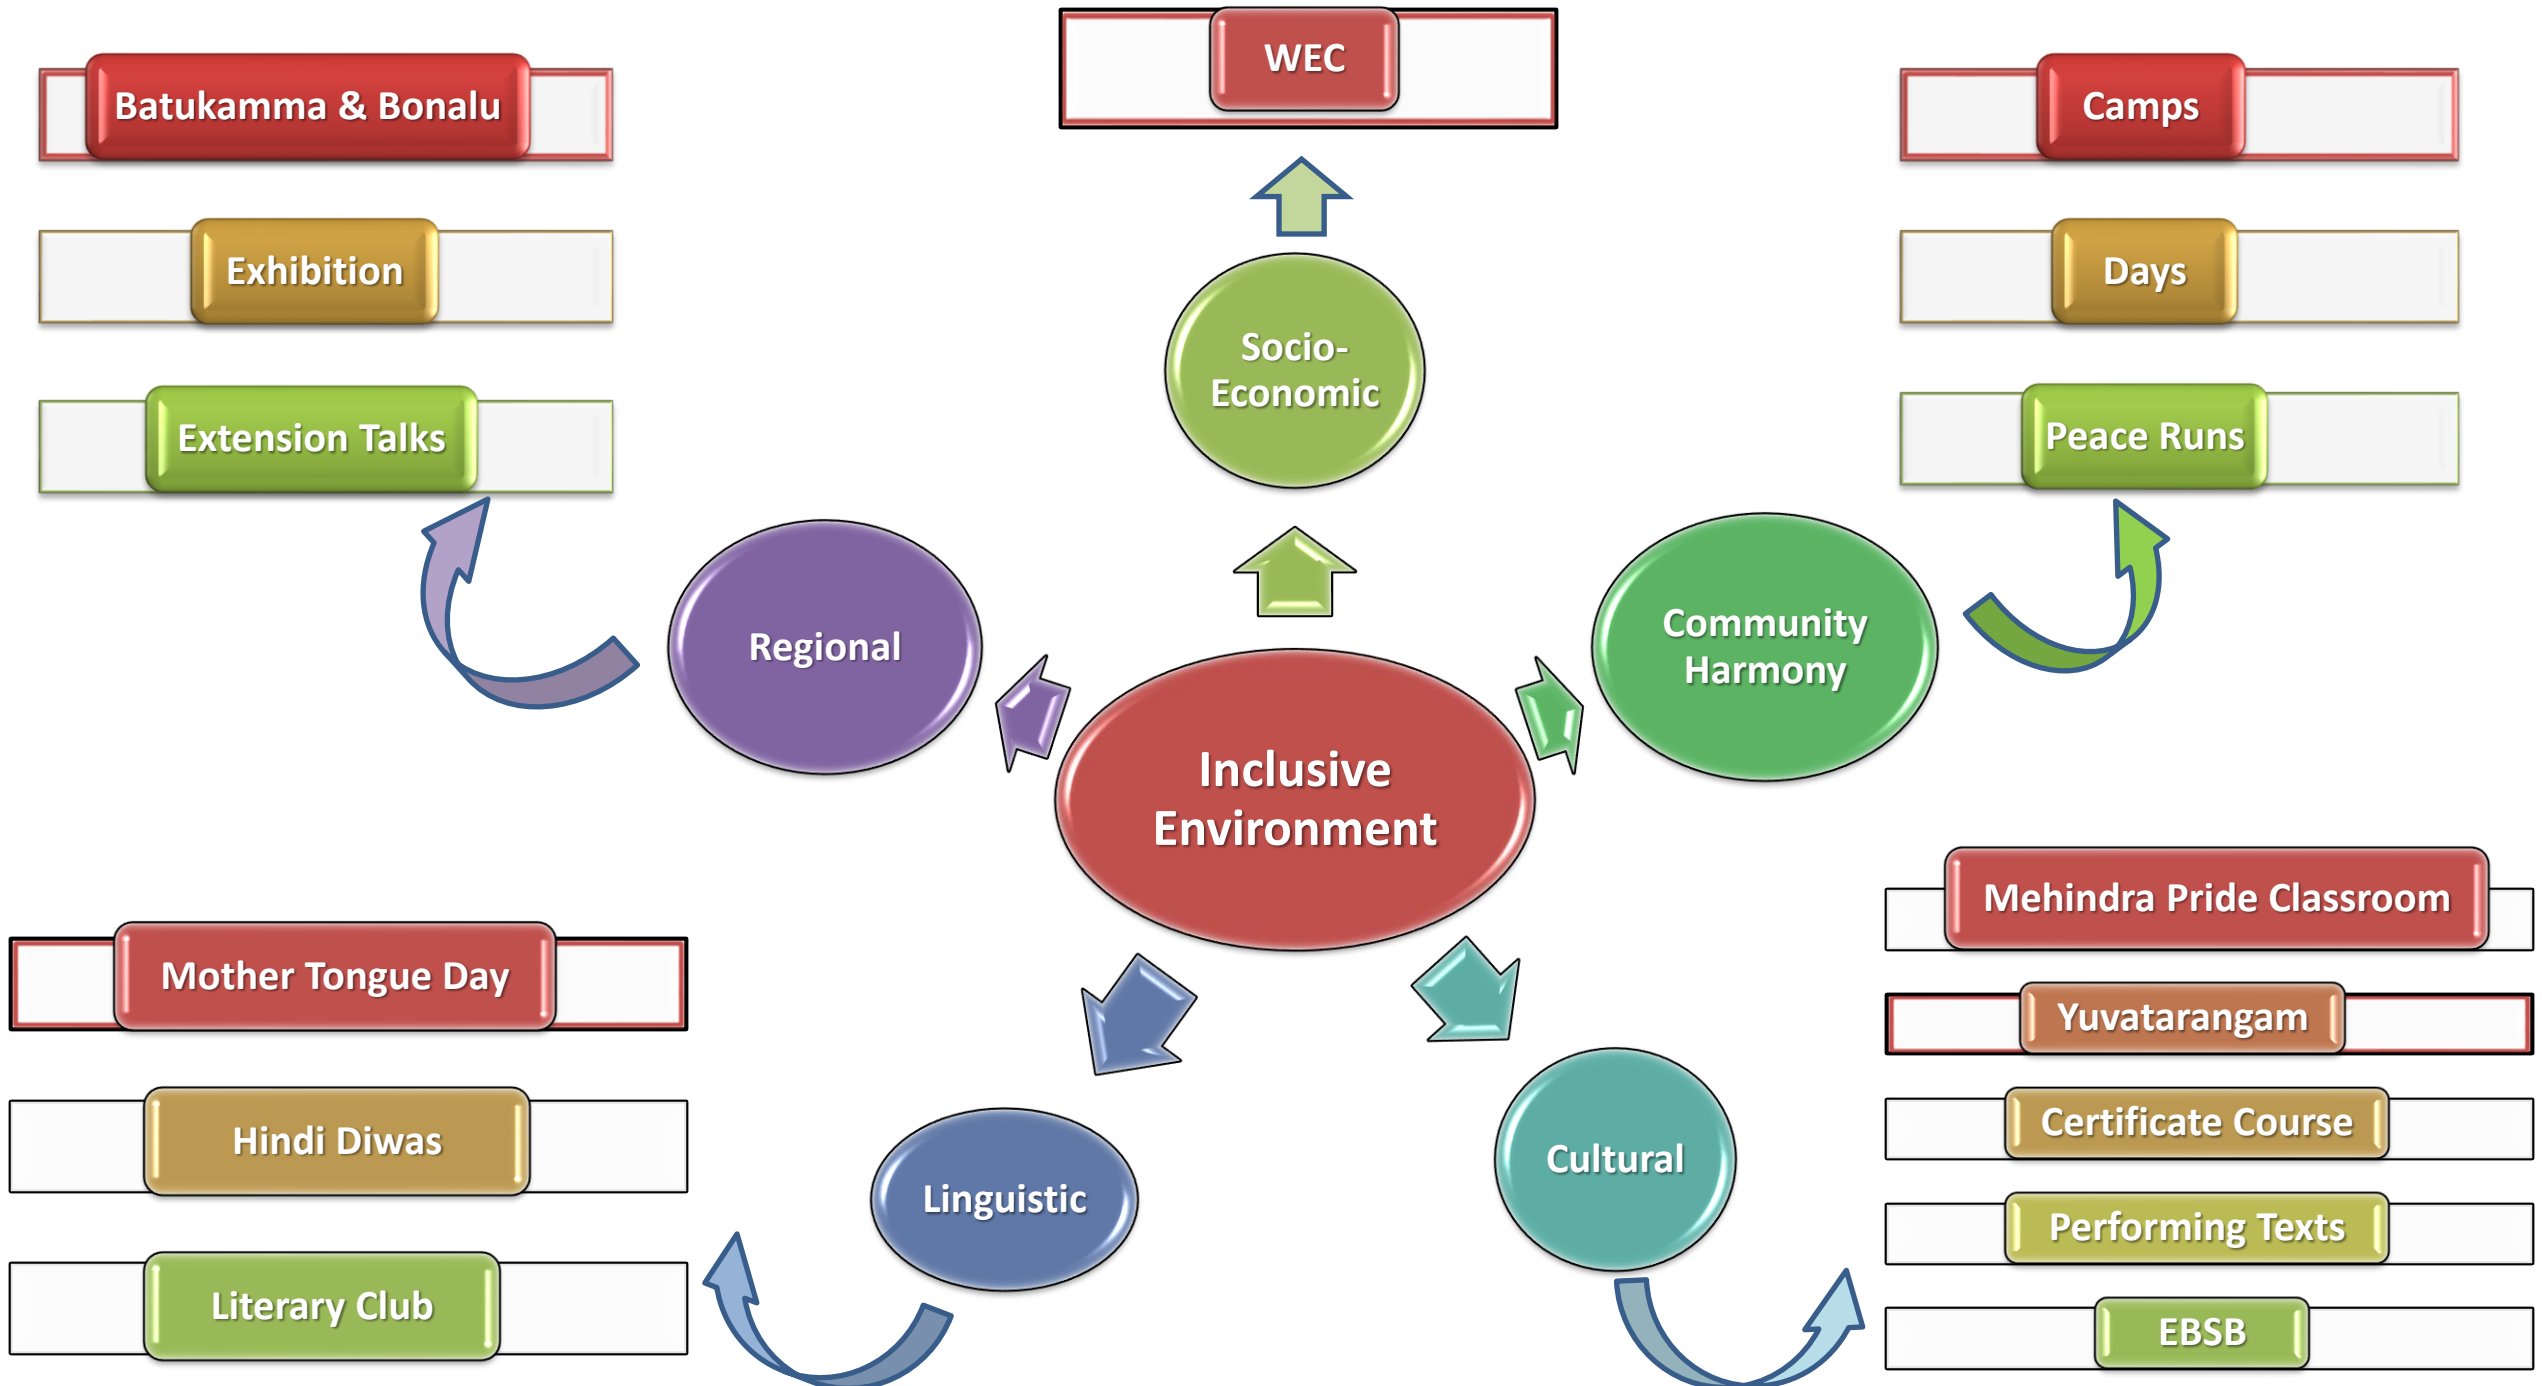 WEC
Batukamma & Bonalu
Exhibition
Extension Talks
Camps
Days
Peace Runs
Socio-
Economic
Regional
Community
Harmony
Inclusive
Environment
Mother Tongue Day
Hindi Diwas
Literary Club
Linguistic
Cultural
Mehindra Pride Classroom
Yuvatarangam
Certificate Course
Performing Texts
EBSB